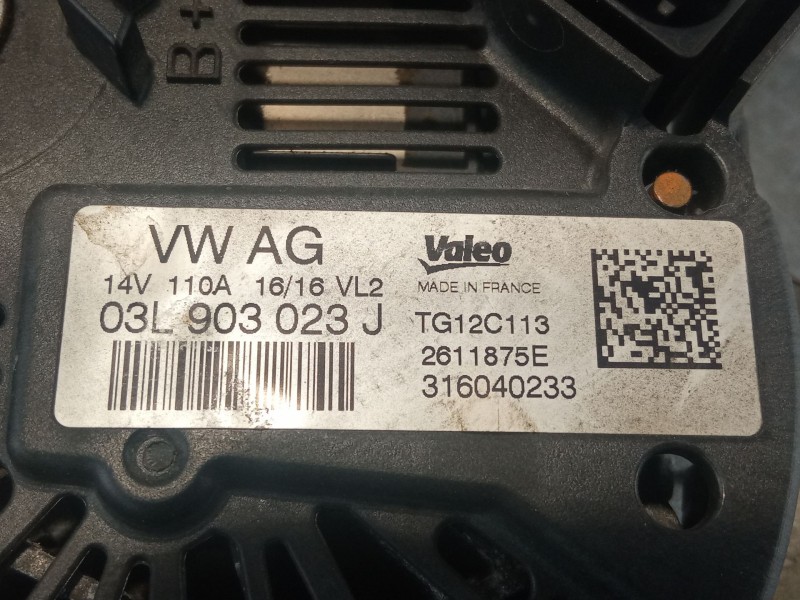 B+
VW AG
14V 110A 16/16 VL2
03L 903 023 J
Valeo
MADE IN FRANCE
TG12C113
2611875E
316040233